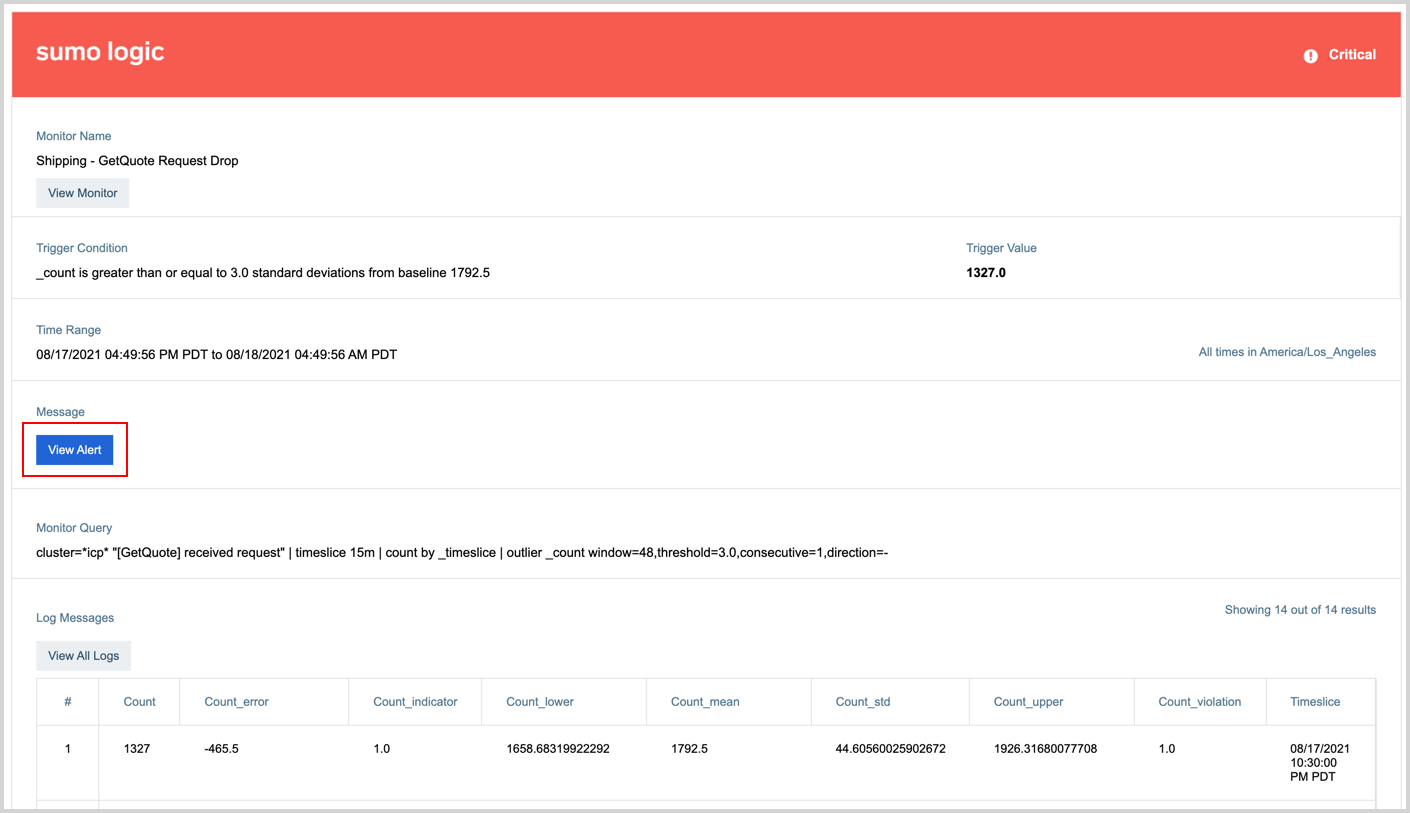 sumo logic
Critical
Monitor Name
Shipping - GetQuote Request Drop
View Monitor
Trigger Condition
Trigger Value
_count is greater than or equal to 3.0 standard deviations from baseline 1792.5
1327.0
Time Range
08/17/2021 04:49:56 PM PDT to 08/18/2021 04:49:56 AM PDT
All times in America/Los_Angeles
Message
View Alert
Monitor Query
cluster=*icp* "[GetQuote] received request" | timeslice 15m | count by _timeslice | outlier _count window=48,threshold=3.0,consecutive=1,direction=-
Log Messages
Showing 14 out of 14 results
View All Logs
# Count Count_error Count_indicator Count_lower Count_mean Count_std Count_upper Count_violation Timeslice
1 1327 -465.5 1.0 1658.68319922292 1792.5 44.60560025902672 1926.31680077708 1.0 08/17/2021
10:30:00
PM PDT